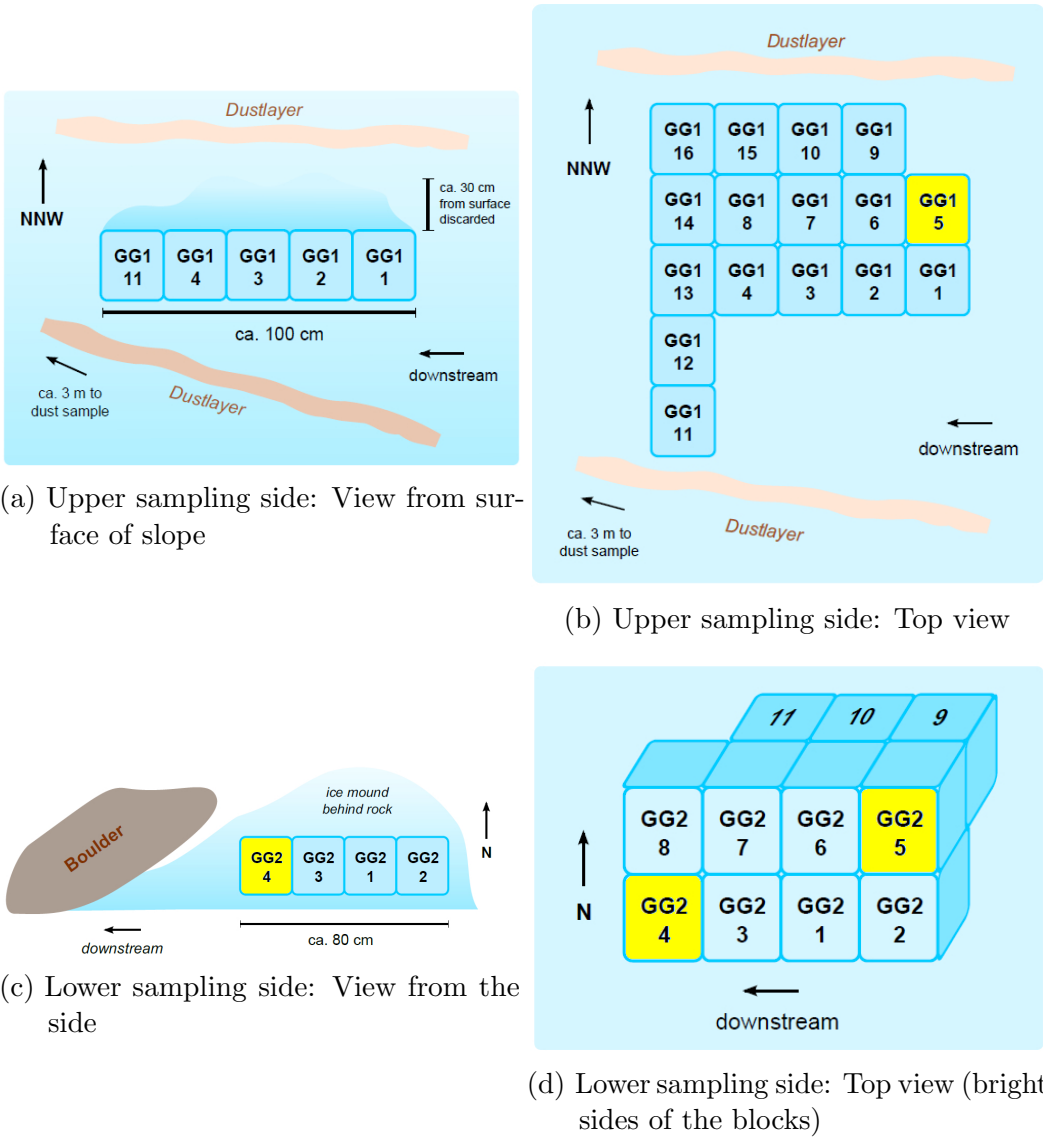 Dustlayer
NNW
ca. 30 cm
from surface
discarded
GG1
11
GG1
4
GG1
3
GG1
2
GG1
1
ca. 100 cm
downstream
ca. 3 m to
dust sample
Dustlayer
(a) Upper sampling side: View from sur-
face of slope
Dustlayer
NNW
GG1
16
GG1
15
GG1
10
GG1
9
GG1
14
GG1
8
GG1
7
GG1
6
GG1
5
GG1
13
GG1
4
GG1
3
GG1
2
GG1
1
GG1
12
GG1
11
downstream
ca. 3 m to
dust sample
Dustlayer
(b) Upper sampling side: Top view
Boulder
ice mound
behind rock
N
GG2
4
GG2
3
GG2
1
GG2
2
downstream
ca. 80 cm
(c) Lower sampling side: View from the
side
11
10
9
N
GG2
8
GG2
7
GG2
6
GG2
5
GG2
4
GG2
3
GG2
1
GG2
2
downstream
(d) Lower sampling side: Top view (bright
sides of the blocks)